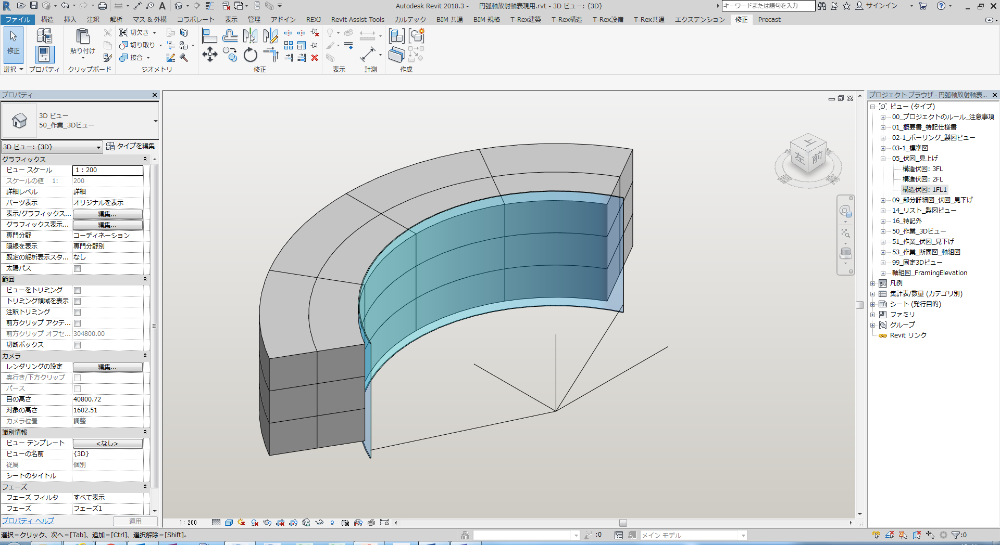 Autodesk Revit 2018.3 - 円弧軸放射軸表現用.rvt - 3D ビュー: {3D}
キーワードまたは語句を入力
サインイン
ファイル 構造 挿入 注釈 解析 マス & 外構 コラボレート 表示 管理 アドイン REXJ Revit Assist Tools カルテック BIM 共通 BIM 規格 T-Rex建築 T-Rex構造 T-Rex設備 T-Rex共通 エクステンション 修正 Precast
修正
貼り付け
切欠き
切り取り
接合
選択 プロパティ クリップボード ジオメトリ 修正 表示 計測 作成
プロパティ
3D ビュー
50_作業_3Dビュー
3D ビュー: {3D} タイプを編集
グラフィックス
ビュー スケール 1 : 200
スケールの値 1: 200
詳細レベル 詳細
パーツ表示 オリジナルを表示
表示/グラフィックス... 編集...
グラフィックス表示... 編集...
専門分野 コーディネーション
隠線を表示 専門分野別
既定の解析表示スタ... なし
太陽パス
範囲
ビューをトリミング
トリミング領域を表示
注釈トリミング
前方クリップ アクテ...
前方クリップ オフセ... 304800.00
切断ボックス
カメラ
レンダリングの設定 編集...
奥行き/下方クリップ
パース
目の高さ 40800.72
対象の高さ 1602.51
カメラ位置 調整
識別情報
ビュー テンプレート <なし>
ビューの名前 {3D}
従属 個別
シートのタイトル
フェーズ
フェーズ フィルタ すべて表示
フェーズ フェーズ1
プロパティ ヘルプ 適用
上
左 前
プロジェクト ブラウザ - 円弧軸放射軸表...
ビュー (タイプ)
00_プロジェクトのルール_注意事項
01_概要書_特記仕様書
02-1_ボーリング_製図ビュー
03-1_標準図
05_伏図_見上げ
構造伏図: 3FL
構造伏図: 2FL
構造伏図: 1FL1
09_部分詳細図_伏図_見下げ
14_リスト_製図ビュー
16_特記外
50_作業_3Dビュー
51_作業_伏図_見下げ
53_作業_断面図_軸組図
99_固定3Dビュー
軸組図_FramingElevation
凡例
集計表/数量 (カテゴリ別)
シート (発行目的)
ファミリ
グループ
Revit リンク
1 : 200
選択＝クリック、次へ＝[Tab]、追加＝[Ctrl]、選択解除＝[Shift]。
:0
メイン モデル
:0